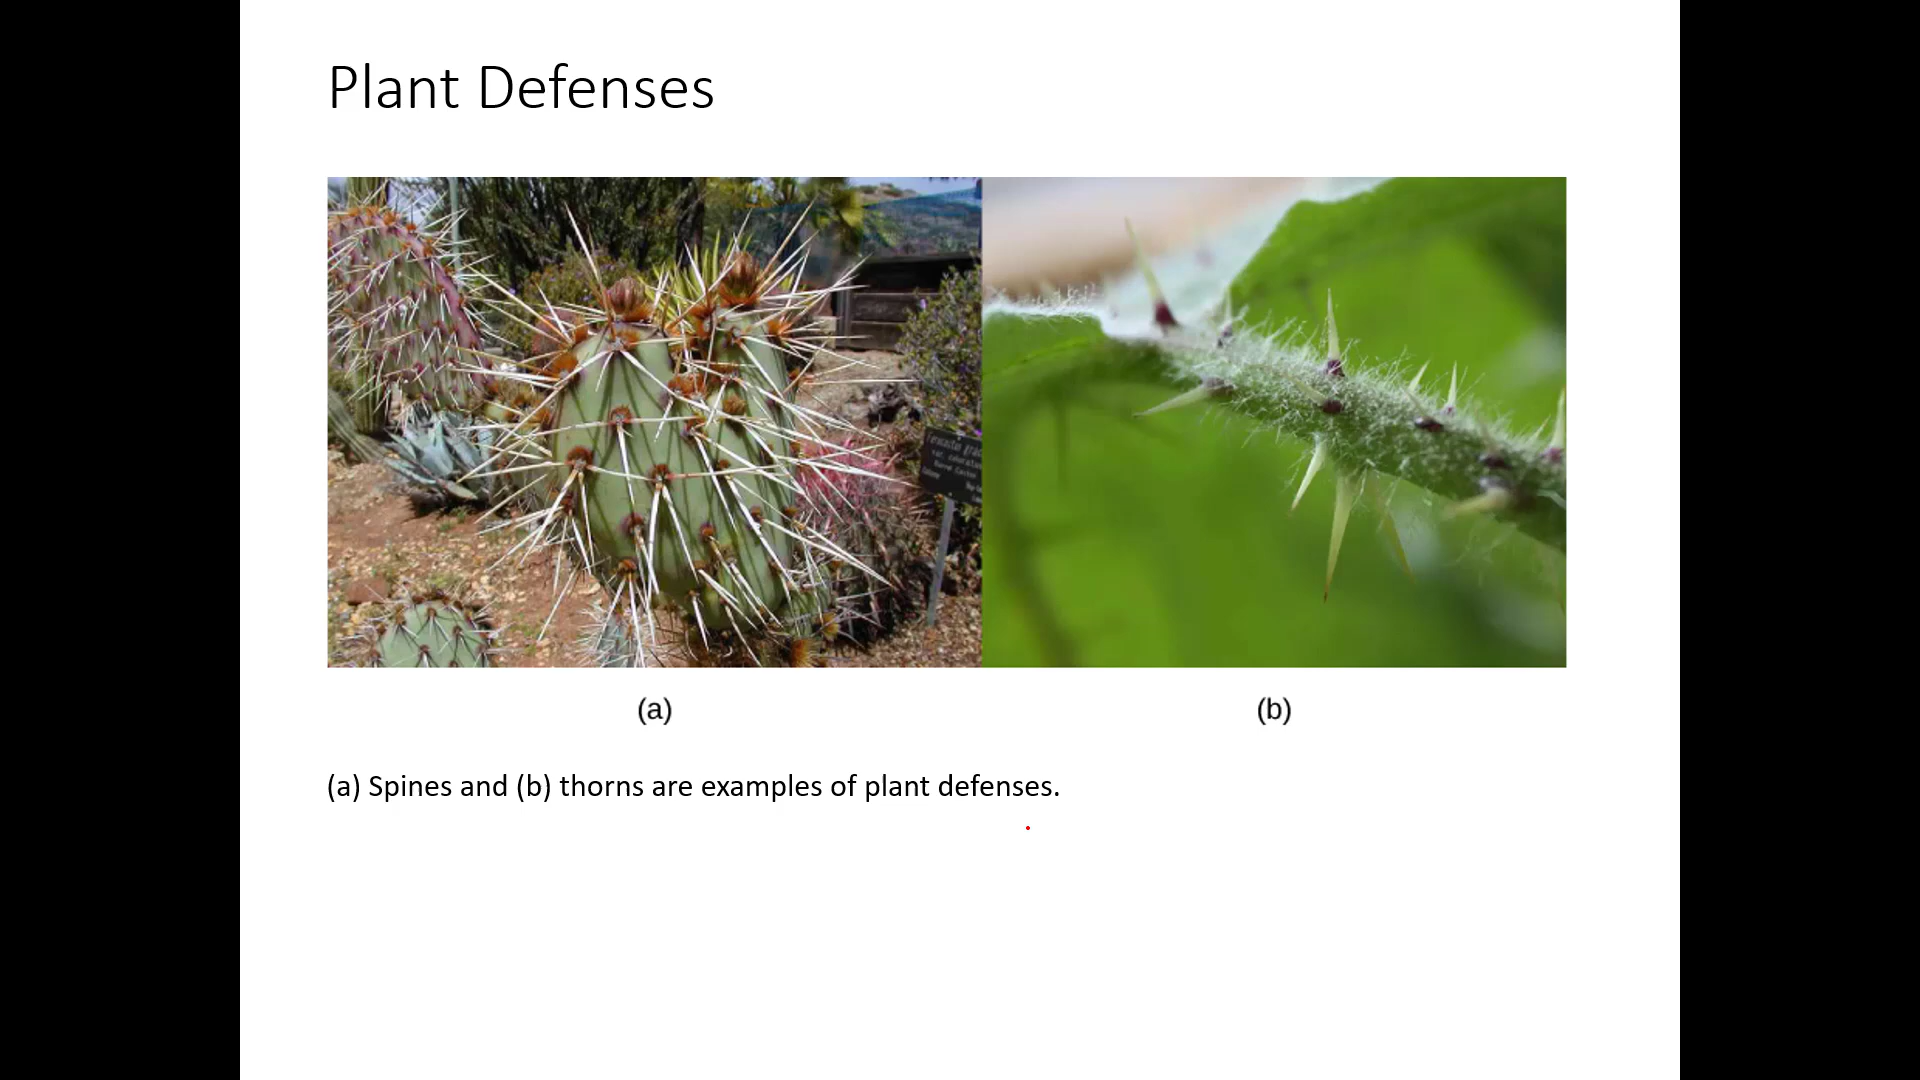 Plant Defenses
(a)
(b)
(a) Spines and (b) thorns are examples of plant defenses.